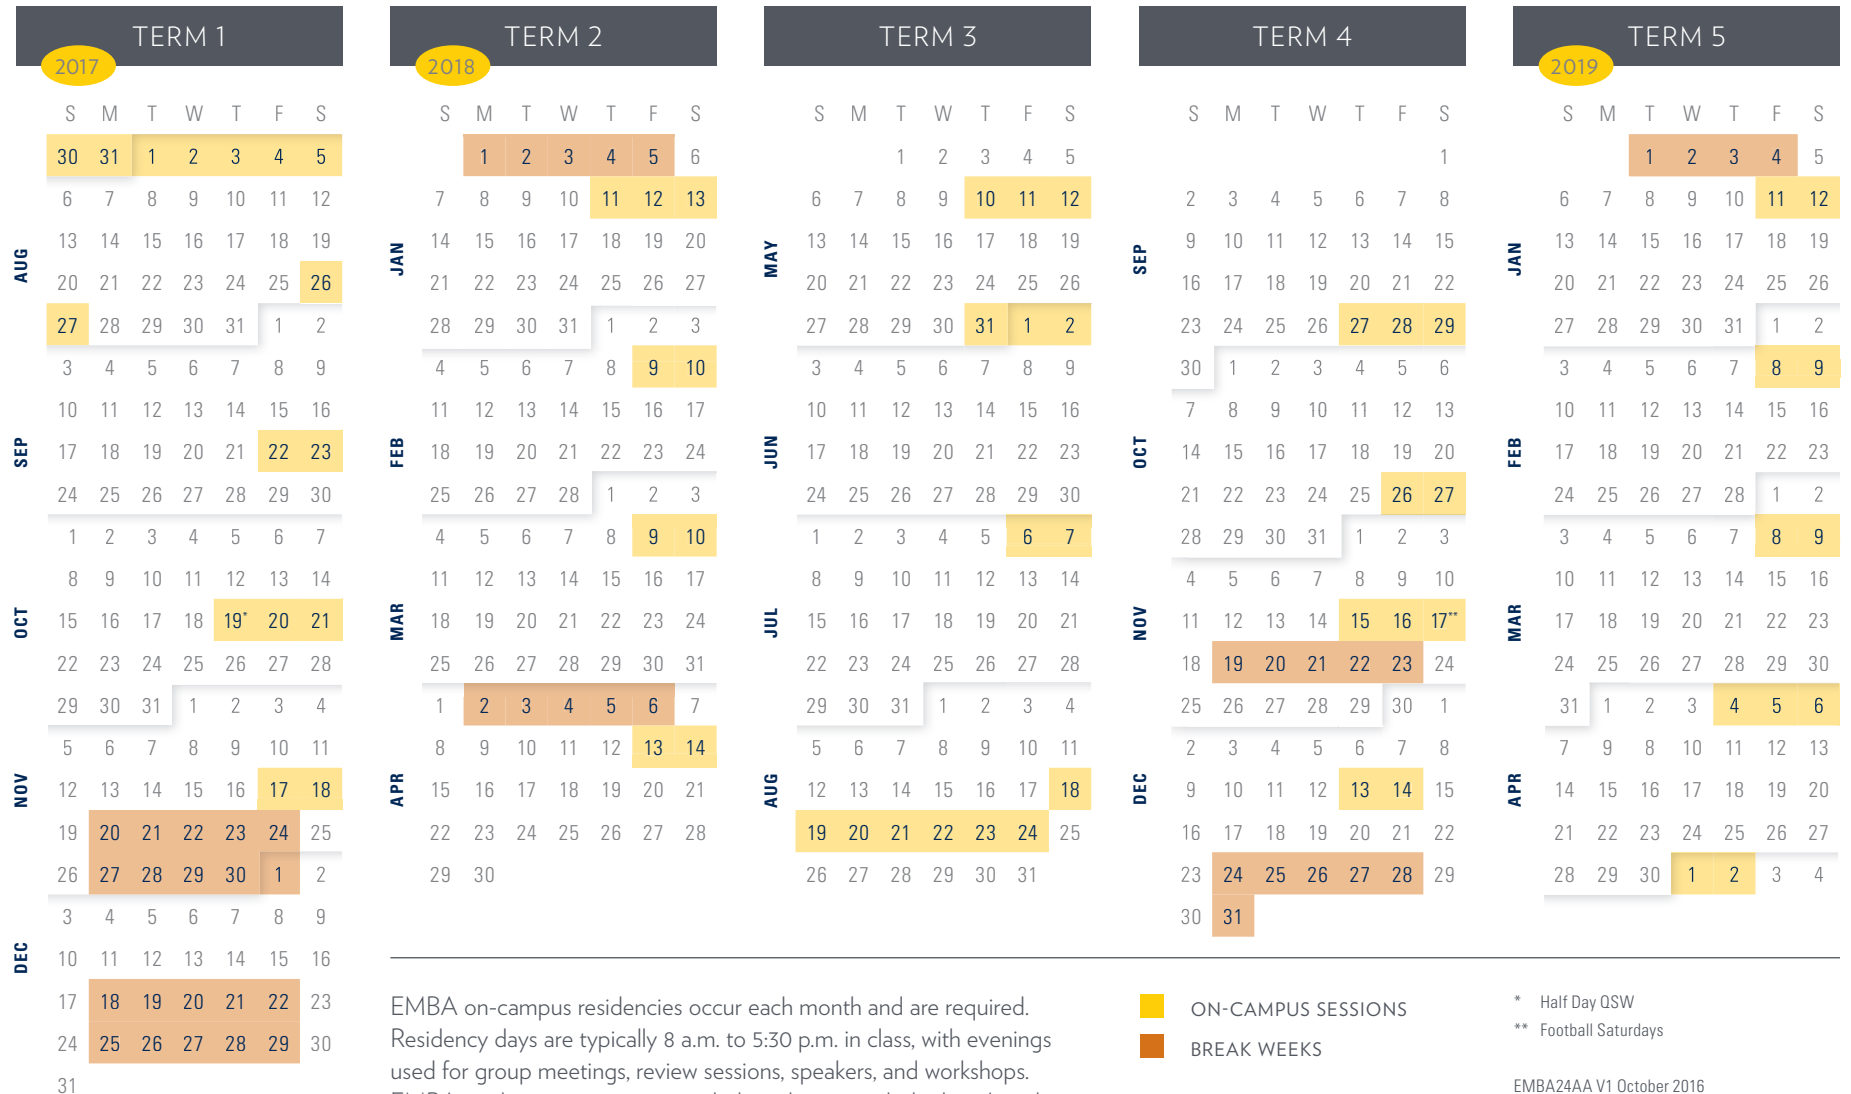 TERM 1
2017
S M T W T F S
30 31 1 2 3 4 5
6 7 8 9 10 11 12
13 14 15 16 17 18 19
AUG
20 21 22 23 24 25 26
27 28 29 30 31 1 2
3 4 5 6 7 8 9
10 11 12 13 14 15 16
SEP
17 18 19 20 21 22 23
24 25 26 27 28 29 30
1 2 3 4 5 6 7
8 9 10 11 12 13 14
OCT
15 16 17 18 19* 20 21
22 23 24 25 26 27 28
29 30 31 1 2 3 4
5 6 7 8 9 10 11
NOV
12 13 14 15 16 17 18
19 20 21 22 23 24 25
26 27 28 29 30 1 2
3 4 5 6 7 8 9
DEC
10 11 12 13 14 15 16
17 18 19 20 21 22 23
24 25 26 27 28 29 30
31
TERM 2
2018
S M T W T F S
1 2 3 4 5 6
7 8 9 10 11 12 13
JAN
14 15 16 17 18 19 20
21 22 23 24 25 26 27
28 29 30 31 1 2 3
4 5 6 7 8 9 10
11 12 13 14 15 16 17
FEB
18 19 20 21 22 23 24
25 26 27 28 1 2 3
4 5 6 7 8 9 10
11 12 13 14 15 16 17
MAR
18 19 20 21 22 23 24
25 26 27 28 29 30 31
1 2 3 4 5 6 7
8 9 10 11 12 13 14
APR
15 16 17 18 19 20 21
22 23 24 25 26 27 28
29 30
TERM 3
S M T W T F S
1 2 3 4 5
6 7 8 9 10 11 12
MAY
13 14 15 16 17 18 19
20 21 22 23 24 25 26
27 28 29 30 31 1 2
3 4 5 6 7 8 9
10 11 12 13 14 15 16
JUN
17 18 19 20 21 22 23
24 25 26 27 28 29 30
1 2 3 4 5 6 7
8 9 10 11 12 13 14
JUL
15 16 17 18 19 20 21
22 23 24 25 26 27 28
29 30 31 1 2 3 4
5 6 7 8 9 10 11
AUG
12 13 14 15 16 17 18
19 20 21 22 23 24 25
26 27 28 29 30 31
TERM 4
S M T W T F S
1
2 3 4 5 6 7 8
SEP
9 10 11 12 13 14 15
16 17 18 19 20 21 22
23 24 25 26 27 28 29
30 1 2 3 4 5 6
7 8 9 10 11 12 13
OCT
14 15 16 17 18 19 20
21 22 23 24 25 26 27
28 29 30 31 1 2 3
4 5 6 7 8 9 10
NOV
11 12 13 14 15 16 17**
18 19 20 21 22 23 24
25 26 27 28 29 30 1
2 3 4 5 6 7 8
DEC
9 10 11 12 13 14 15
16 17 18 19 20 21 22
23 24 25 26 27 28 29
30 31
TERM 5
2019
S M T W T F S
1 2 3 4 5
6 7 8 9 10 11 12
JAN
13 14 15 16 17 18 19
20 21 22 23 24 25 26
27 28 29 30 31 1 2
3 4 5 6 7 8 9
10 11 12 13 14 15 16
FEB
17 18 19 20 21 22 23
24 25 26 27 28 1 2
3 4 5 6 7 8 9
10 11 12 13 14 15 16
MAR
17 18 19 20 21 22 23
24 25 26 27 28 29 30
31 1 2 3 4 5 6
7 9 8 10 11 12 13
APR
14 15 16 17 18 19 20
21 22 23 24 25 26 27
28 29 30 1 2 3 4
EMBA on-campus residencies occur each month and are required.
Residency days are typically 8 a.m. to 5:30 p.m. in class, with evenings
used for group meetings, review sessions, speakers, and workshops.
ON-CAMPUS SESSIONS
BREAK WEEKS
* Half Day QSW
** Football Saturdays
EMBA24AA V1 October 2016